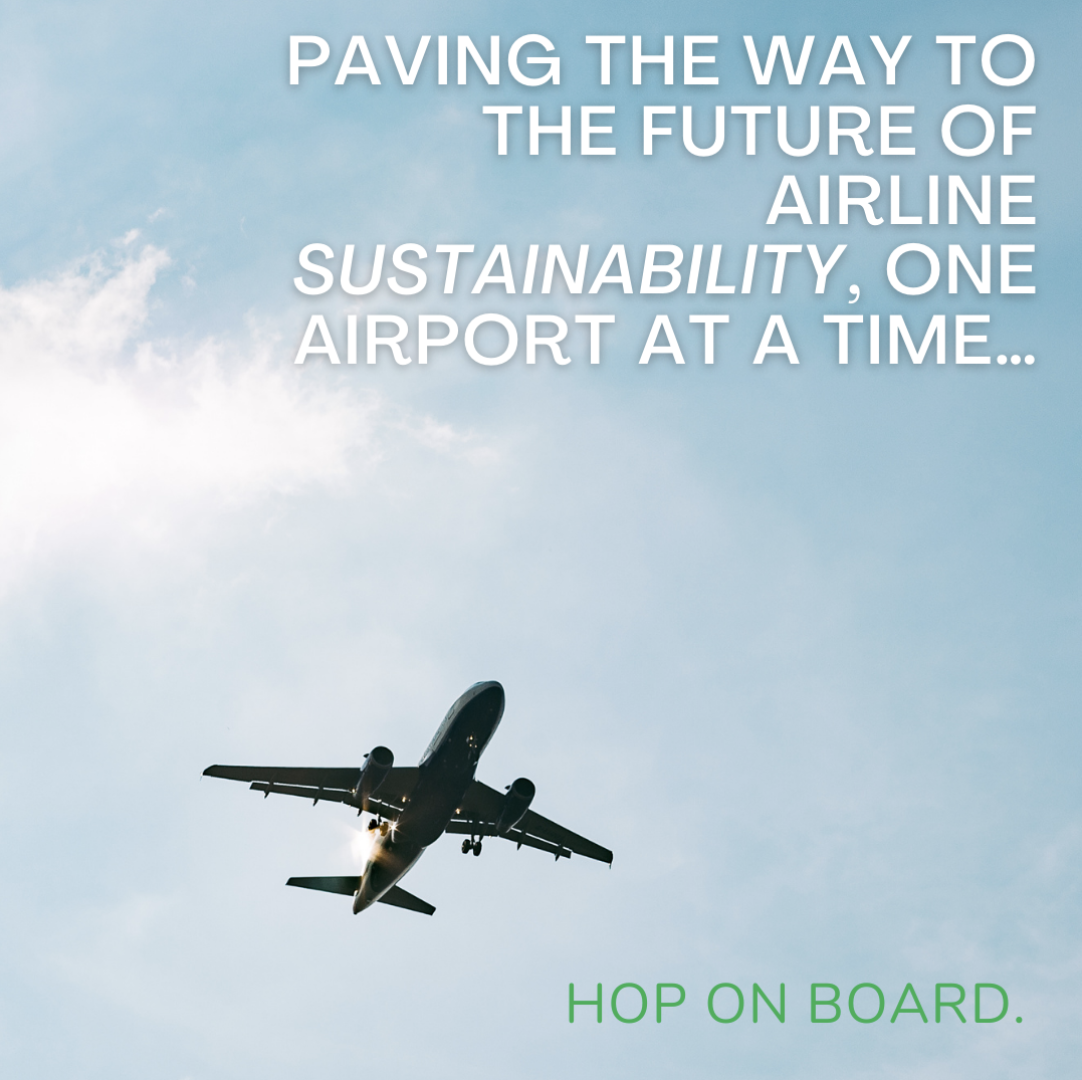 PAVING THE WAY TO
THE FUTURE OF
AIRLINE
SUSTAINABILITY, ONE
AIRPORT AT A TIME...
HOP ON BOARD.